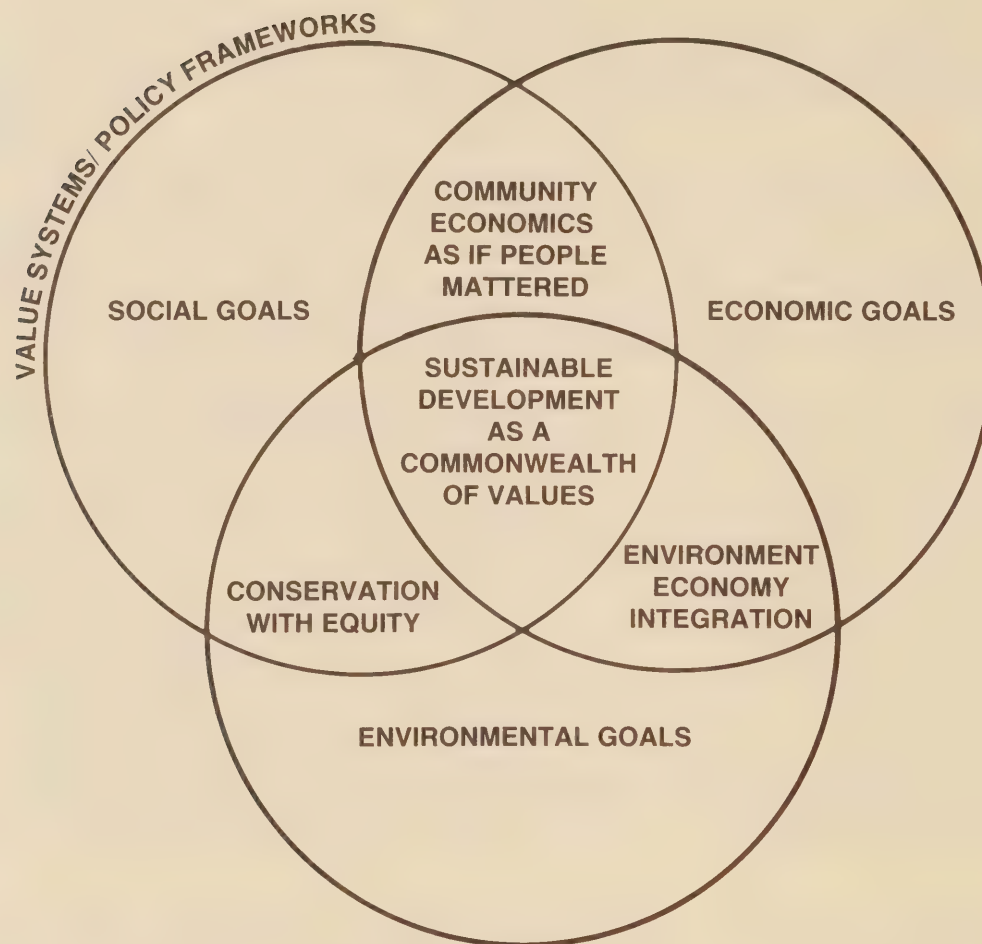 VALUE SYSTEMS/ POLICY FRAMEWORKS
COMMUNITY
ECONOMICS
AS IF PEOPLE
MATTERED
SOCIAL GOALS
ECONOMIC GOALS
SUSTAINABLE
DEVELOPMENT
AS A
COMMONWEALTH
OF VALUES
CONSERVATION
WITH EQUITY
ENVIRONMENT
ECONOMY
INTEGRATION
ENVIRONMENTAL GOALS